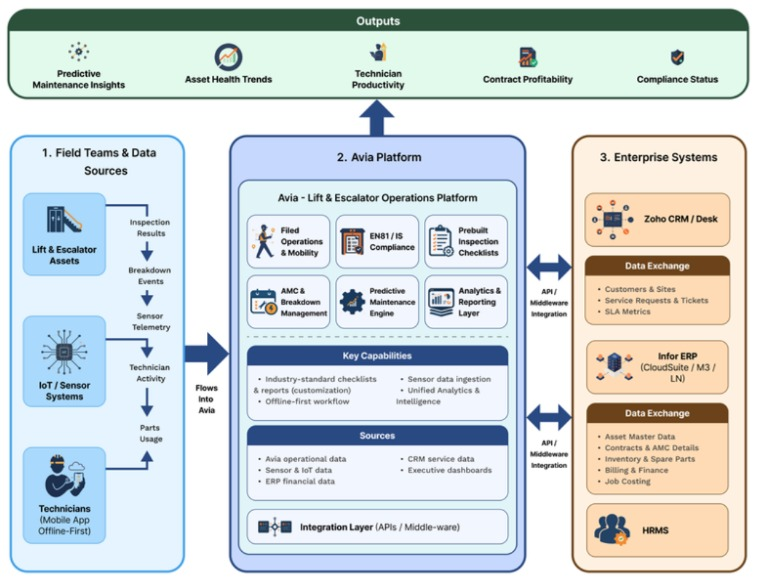 Outputs
Predictive
Maintenance Insights
Asset Health Trends
Technician
Productivity
Contract Profitability
Compliance Status
1. Field Teams & Data
Sources
Lift & Escalator
Assets
IoT / Sensor
Systems
Technicians
(Mobile App
Offline-First)
Inspection
Results
Breakdown
Events
Sensor
Telemetry
Technician
Activity
Parts
Usage
Flows
Into
Avia
2. Avia Platform
Avia - Lift & Escalator Operations Platform
Filed
Operations
& Mobility
EN81 / IS
Compliance
Prebuilt
Inspection
Checklists
AMC &
Breakdown
Management
Predictive
Maintenance
Engine
Analytics &
Reporting
Layer
Key Capabilities
• Industry-standard checklists
& reports (customization)
• Offline-first workflow
• Sensor data ingestion
• Unified Analytics &
Intelligence
Sources
• Avia operational data
• Sensor & IoT data
• ERP financial data
• CRM service data
• Executive dashboards
Integration Layer (APIs / Middle-ware)
API /
Middleware
Integration
API /
Middleware
Integration
3. Enterprise Systems
Zoho CRM / Desk
Data Exchange
• Customers & Sites
• Service Requests & Tickets
• SLA Metrics
Infor ERP
(CloudSuite / M3 /
LN)
Data Exchange
• Asset Master Data
• Contracts & AMC Details
• Inventory & Spare Parts
• Billing & Finance
• Job Costing
HRMS